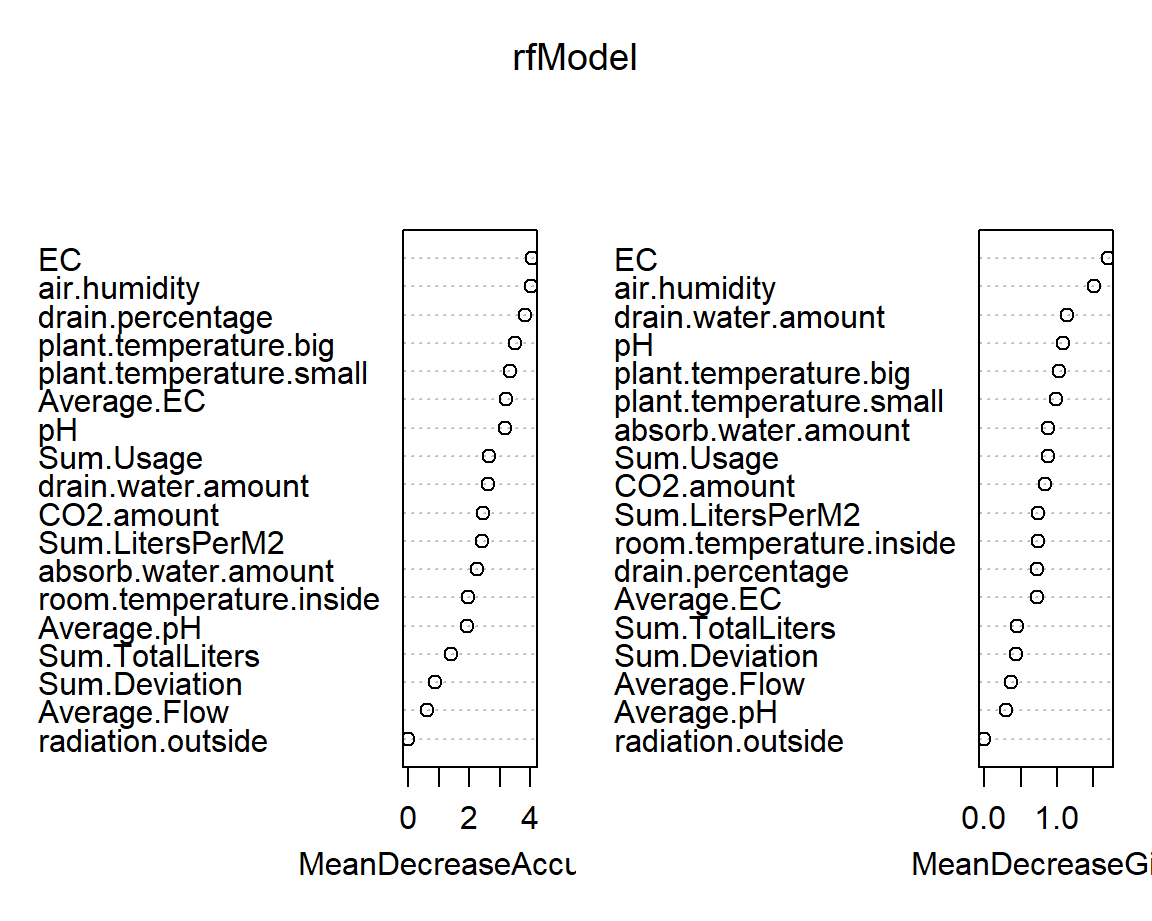 rfModel
EC
air.humidity
drain.percentage
plant.temperature.big
plant.temperature.small
Average.EC
pH
Sum.Usage
drain.water.amount
CO2.amount
Sum.LitersPerM2
absorb.water.amount
room.temperature.inside
Average.pH
Sum.TotalLiters
Sum.Deviation
Average.Flow
radiation.outside
0 2 4
MeanDecreaseAccu
EC
air.humidity
drain.water.amount
pH
plant.temperature.big
plant.temperature.small
absorb.water.amount
Sum.Usage
CO2.amount
Sum.LitersPerM2
room.temperature.inside
drain.percentage
Average.EC
Sum.TotalLiters
Sum.Deviation
Average.Flow
Average.pH
radiation.outside
0.0 1.0
MeanDecreaseGi